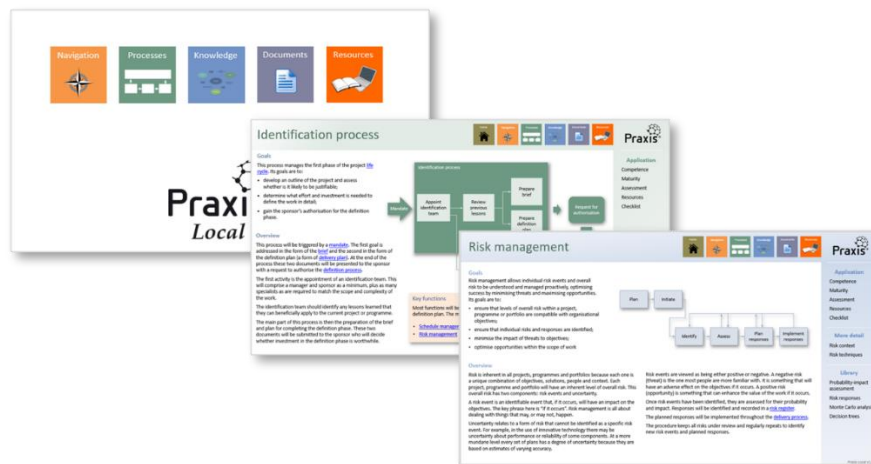 Navigation
Processes
Knowledge
Documents
Resources
Praxis
Local
Identification process
Praxis
Goals
This process manages the first phase of the project life
cycle. Its goals are to:
• develop an outline of the project and assess
whether it is likely to be justifiable;
• determine what effort and investment is needed to
define the work in detail;
• gain the sponsor's authorisation for the definition
phase.
Overview
This process will be triggered by a mandate. The first goal is
addressed in the form of the brief and the second in the form of
the definition plan (a form of delivery plan). At the end of the
process these two documents will be presented to the sponsor
with a request to authorise the definition process.
The first activity is the appointment of an identification team. This
will comprise a manager and sponsor as a minimum, plus as many
specialists as are required to match the scope and complexity of
the work.
The identification team should identify any lessons learned that
they can beneficially apply to the current project or programme.
The main part of this process is then the preparation of the brief
and plan for completing the definition phase. These two
documents will be submitted to the sponsor who will decide
whether investment in the definition phase is worthwhile.
Identification process
Mandate
Appoint
identification
team
Review
previous
lessons
Prepare
brief
Prepare
definition
plan
Request for
authorisation
Key functions
Most functions will be
definition plan. The m
• Schedule manageme
• Risk management
Application
Competence
Maturity
Assessment
Resources
Checklist
Risk management
Praxis
Goals
Risk management allows individual risk events and overall
risk to be understood and managed proactively, optimising
success by minimising threats and maximising opportunities.
Its goals are to:
• ensure that levels of overall risk within a project,
programme or portfolio are compatible with organisational
objectives;
• ensure that individual risks and responses are identified;
• minimise the impact of threats to objectives;
• optimise opportunities within the scope of work
Plan
Initiate
Identify
Assess
Plan
responses
Implement
responses
Overview
Risk is inherent in all projects, programmes and portfolios because each one is
a unique combination of objectives, solutions, people and context. Each
project, programme and portfolio will have an inherent level of overall risk. This
overall risk has two components: risk events and uncertainty.
A risk event is an identifiable event that, if it occurs, will have an impact on the
objectives. The key phrase here is "if it occurs". Risk management is all about
dealing with things that may, or may not, happen.
Uncertainty relates to a form of risk that cannot be identified as a specific risk
event. For example, in the use of innovative technology there may be
uncertainty about performance or reliability of some components. At a more
mundane level every set of plans has a degree of uncertainty because they are
based on estimates of varying accuracy.
Risk events are viewed as being either positive or negative. A negative risk
(threat) is the one most people are more familiar with. It is something that will
have an adverse effect on the objectives if it occurs. A positive risk
(opportunity) is something that can enhance the value of the work if it occurs.
Once risk events have been identified, they are assessed for their probability
and impact. Responses will be identified and recorded in a risk register.
The planned responses will be implemented throughout the delivery process.
The procedure keeps all risks under review and regularly repeats to identify
new risk events and planned responses.
Application
Competence
Maturity
Assessment
Resources
Checklist
More detail
Risk context
Risk techniques
Library
Probability-impact
assessment
Risk responses
Monte Carlo analysis
Decision trees